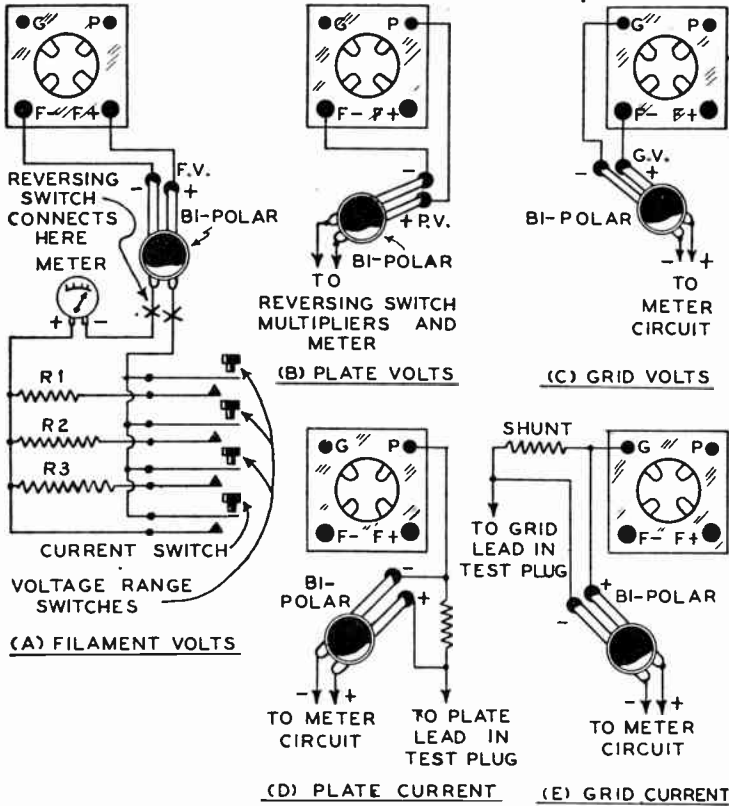 G P
F- F+
F.V.
- +
REVERSING
SWITCH
CONNECTS
HERE
BI-POLAR
METER
+ -
R1
R2
R3
CURRENT SWITCH
VOLTAGE RANGE
SWITCHES
(A) FILAMENT VOLTS
G P
F- F+
-
+ P.V.
BI-POLAR
TO
REVERSING SWITCH
MULTIPLIERS AND
METER
(B) PLATE VOLTS
G P
P- F+
G.V.
- +
BI-POLAR
- +
TO
METER
CIRCUIT
(C) GRID VOLTS
G P
F- F+
BI-
POLAR
-
+
- +
TO METER
CIRCUIT
TO PLATE
LEAD IN
TEST PLUG
(D) PLATE CURRENT
SHUNT
G P
F- F+
TO GRID
LEAD IN
TEST PLUG
+
BI-POLAR
-
- +
TO METER
CIRCUIT
(E) GRID CURRENT